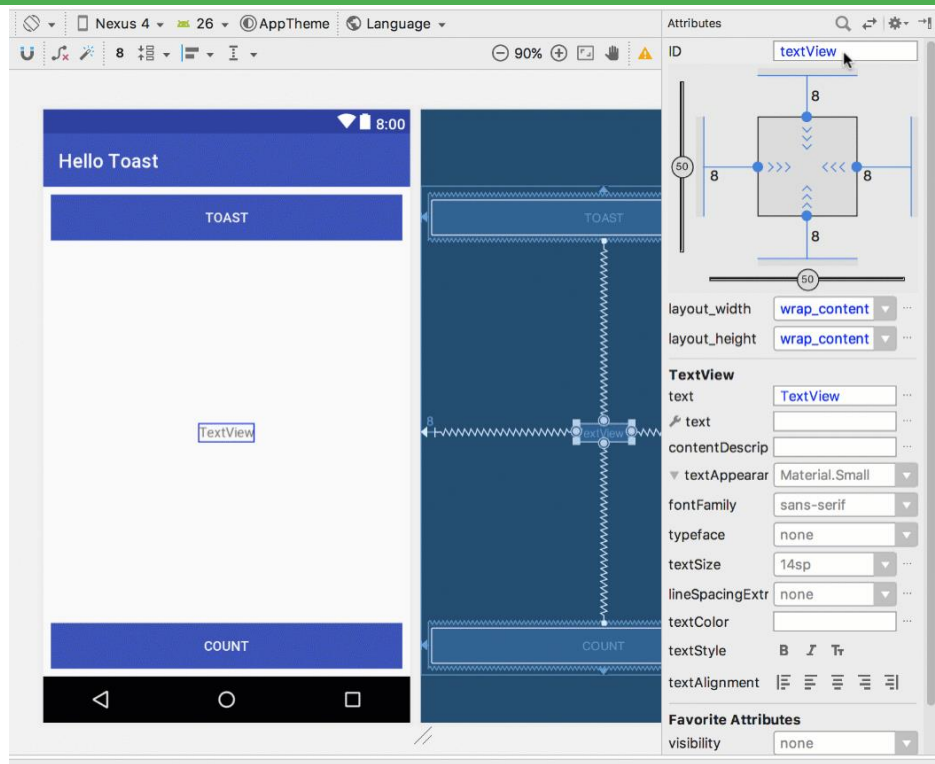 Nexus 4 26 AppTheme Language
8 90%
Attributes
ID textView
8
50 8 8
8
50
layout_width wrap_content
layout_height wrap_content
TextView
text TextView
text
contentDescrip
textAppearar Material.Small
fontFamily sans-serif
typeface none
textSize 14sp
lineSpacingExtr none
textColor
textStyle B I Tт
textAlignment
Favorite Attributes
visibility none
8:00
Hello Toast
TOAST
TextView
COUNT
TOAST
8
TextView
COUNT